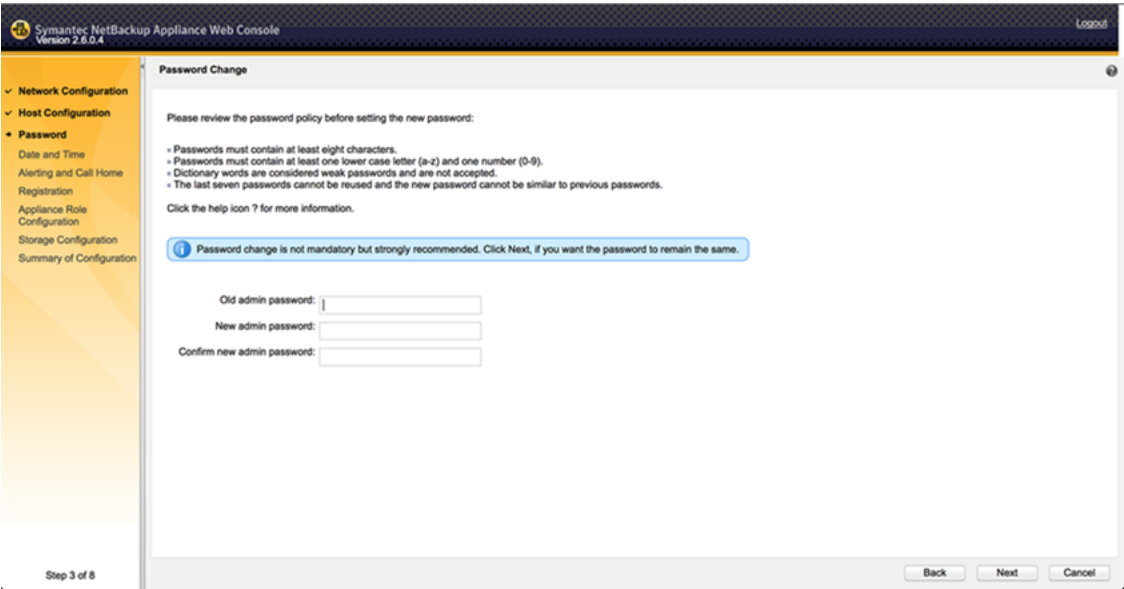 Symantec NetBackup Appliance Web Console
Version 2.6.0.4
Logout
Network Configuration
Host Configuration
Password
Date and Time
Alerting and Call Home
Registration
Appliance Role
Configuration
Storage Configuration
Summary of Configuration
Step 3 of 8
Password Change
Please review the password policy before setting the new password:
Passwords must contain at least eight characters.
Passwords must contain at least one lower case letter (a-z) and one number (0-9).
Dictionary words are considered weak passwords and are not accepted.
The last seven passwords cannot be reused and the new password cannot be similar to previous passwords.
Click the help icon ? for more information.
Password change is not mandatory but strongly recommended. Click Next, if you want the password to remain the same.
Old admin password:
New admin password:
Confirm new admin password:
Back Next Cancel